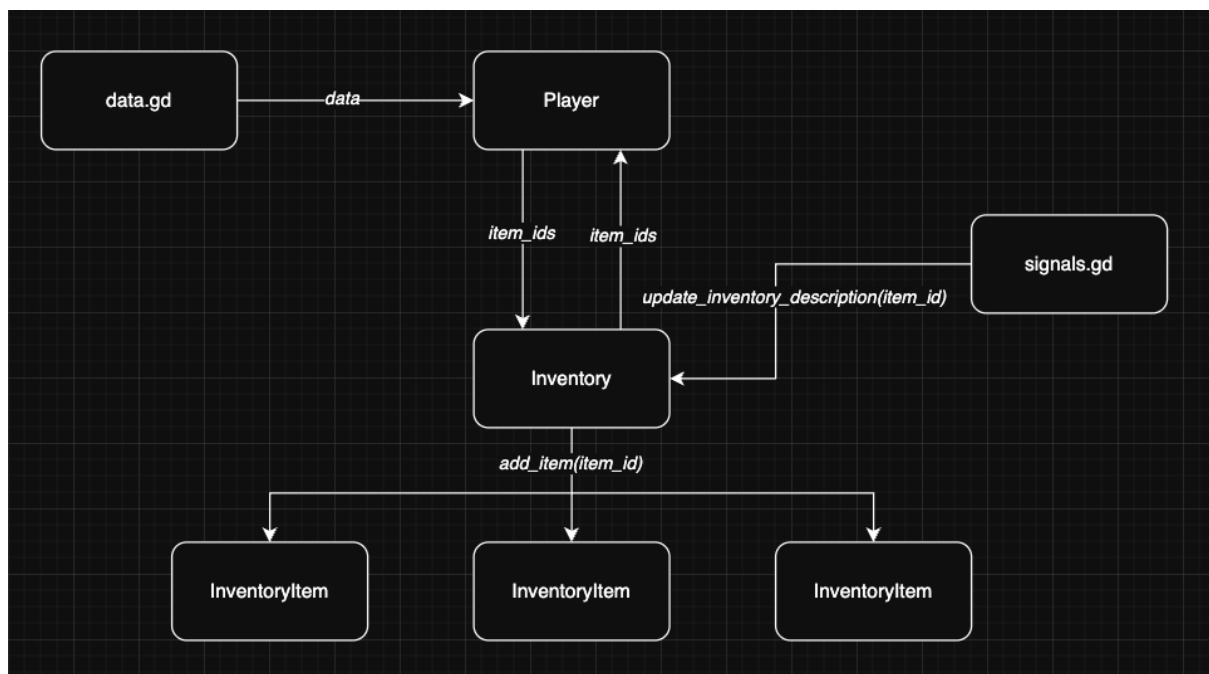 data.gd
data
Player
item_ids
item_ids
signals.gd
update_inventory_description(item_id)
Inventory
add_item(item_id)
InventoryItem
InventoryItem
InventoryItem